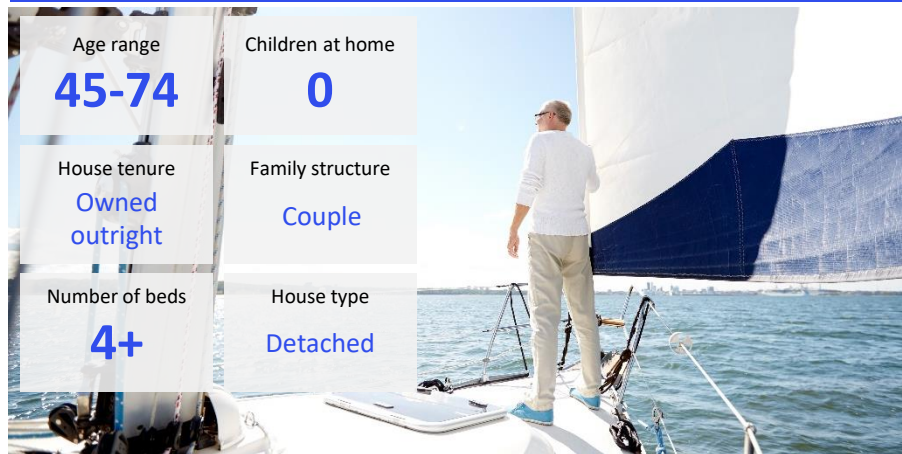 Age range
45-74
Children at home
0
House tenure
Owned
outright
Family structure
Couple
Number of beds
4+
House type
Detached